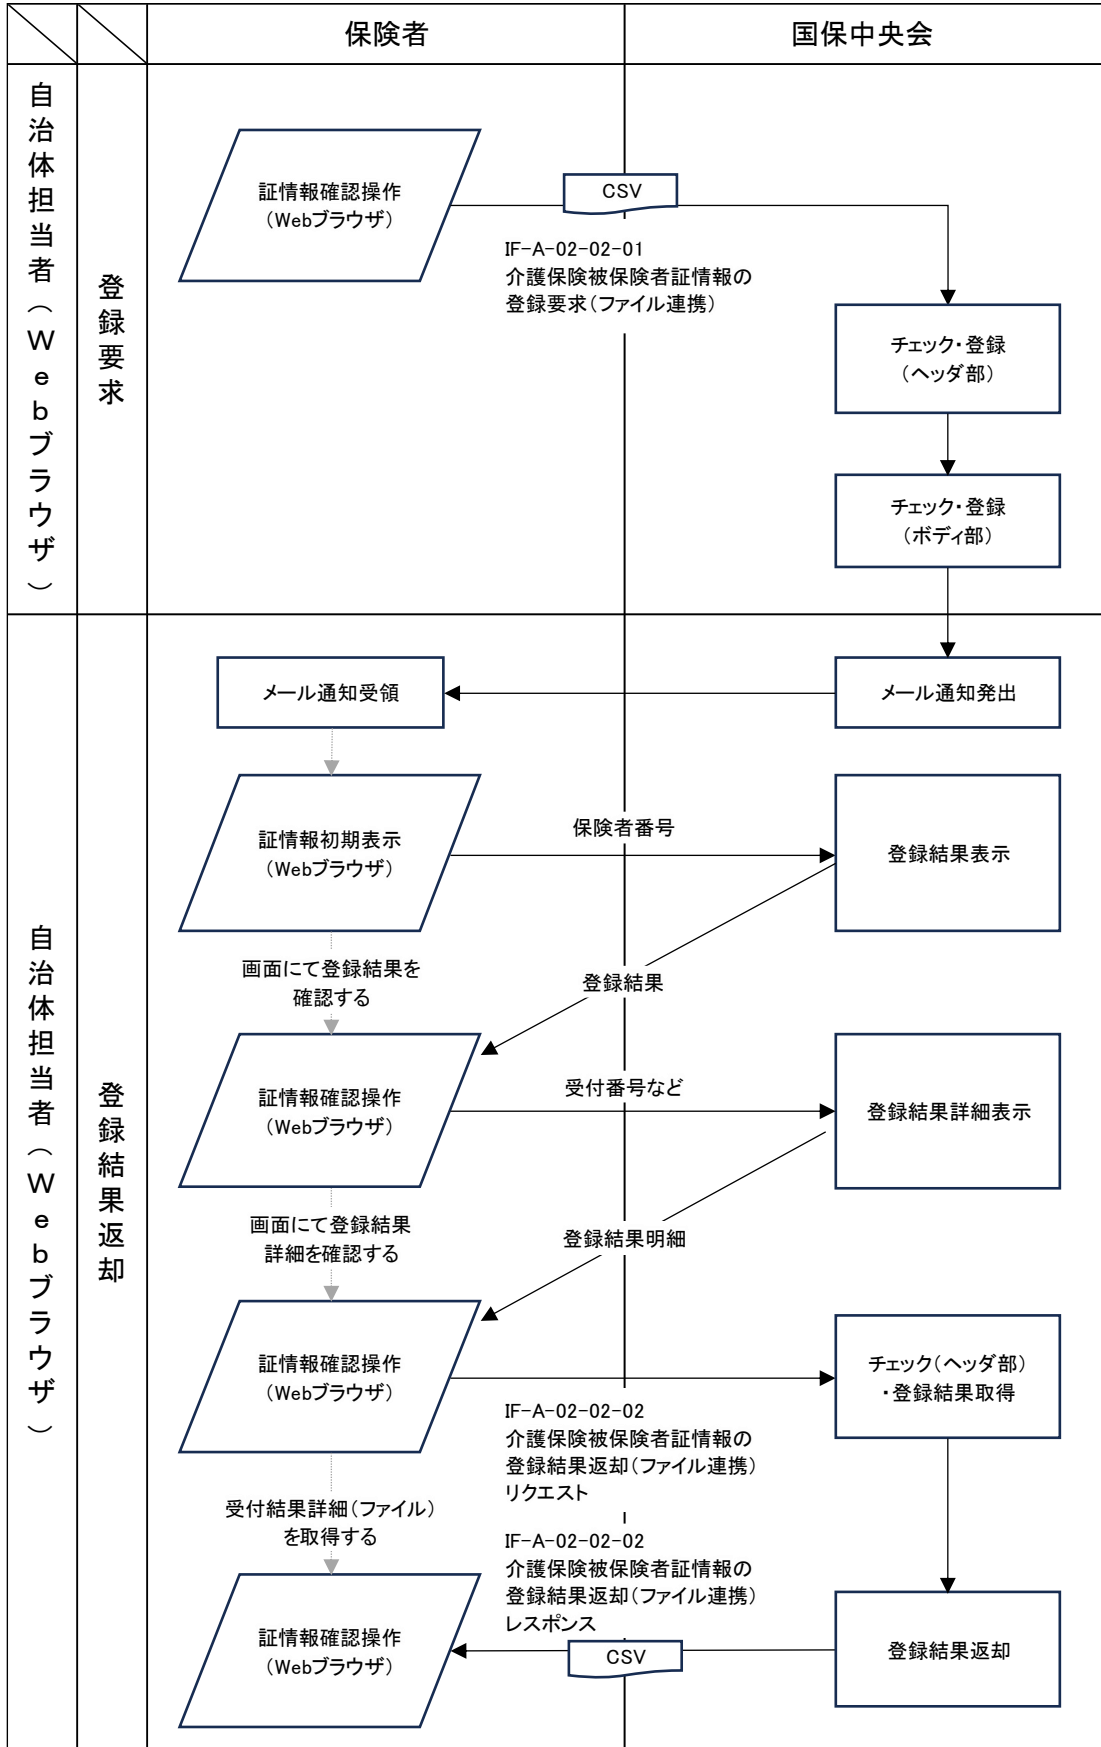 保険者
国保中央会
自治体担当者（Webブラウザ）
登録要求
証情報確認操作
（Webブラウザ）
CSV
IF-A-02-02-01
介護保険被保険者証情報の
登録要求（ファイル連携）
チェック・登録
（ヘッダ部）
チェック・登録
（ボディ部）
自治体担当者（Webブラウザ）
登録結果返却
メール通知受領
メール通知発出
証情報初期表示
（Webブラウザ）
保険者番号
登録結果表示
画面にて登録結果を
確認する
登録結果
証情報確認操作
（Webブラウザ）
受付番号など
登録結果詳細表示
画面にて登録結果
詳細を確認する
登録結果明細
証情報確認操作
（Webブラウザ）
チェック（ヘッダ部）
・登録結果取得
IF-A-02-02-02
介護保険被保険者証情報の
登録結果返却（ファイル連携）
リクエスト
受付結果詳細（ファイル）
を取得する
IF-A-02-02-02
介護保険被保険者証情報の
登録結果返却（ファイル連携）
レスポンス
証情報確認操作
（Webブラウザ）
CSV
登録結果返却